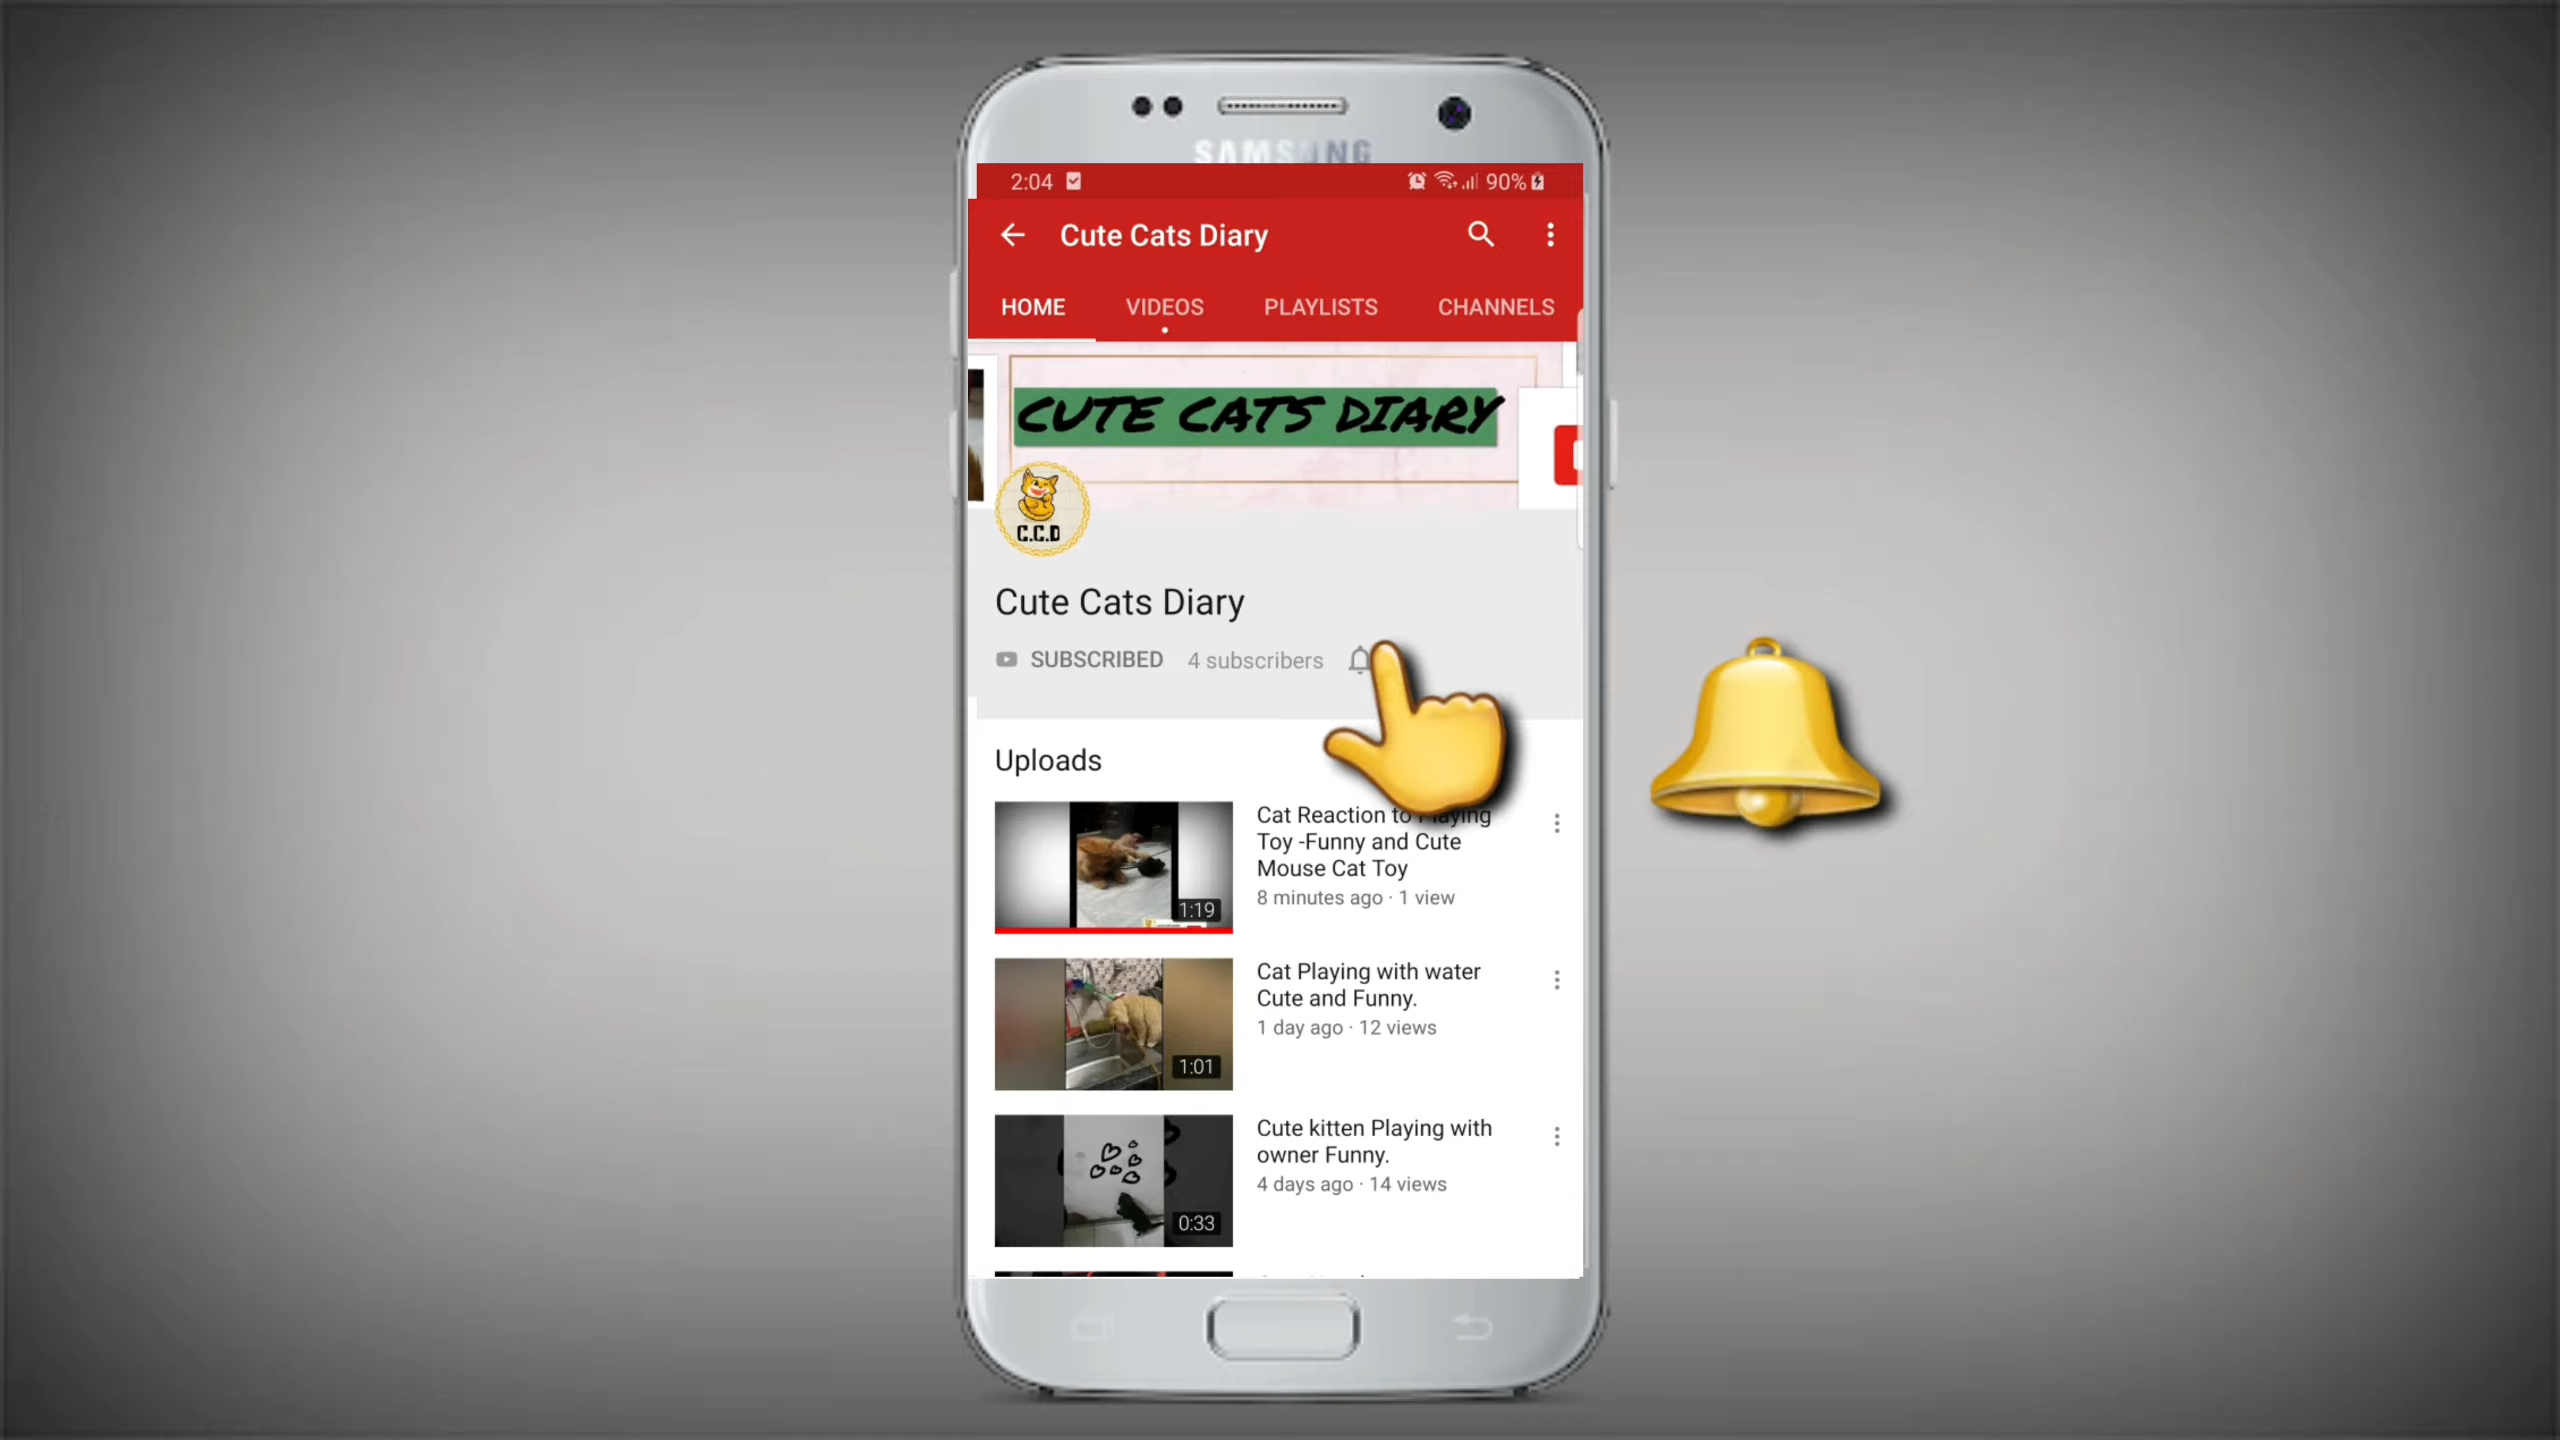 SAMSUNG
2:04 90%
Cute Cats Diary
HOME VIDEOS PLAYLISTS CHANNELS
CUTE CATS DIARY
C.C.D
Cute Cats Diary
SUBSCRIBED 4 subscribers
Uploads
Cat Reaction to Playing
Toy -Funny and Cute
Mouse Cat Toy
8 minutes ago · 1 view
1:19
Cat Playing with water
Cute and Funny.
1 day ago · 12 views
1:01
Cute kitten Playing with
owner Funny.
4 days ago · 14 views
0:33